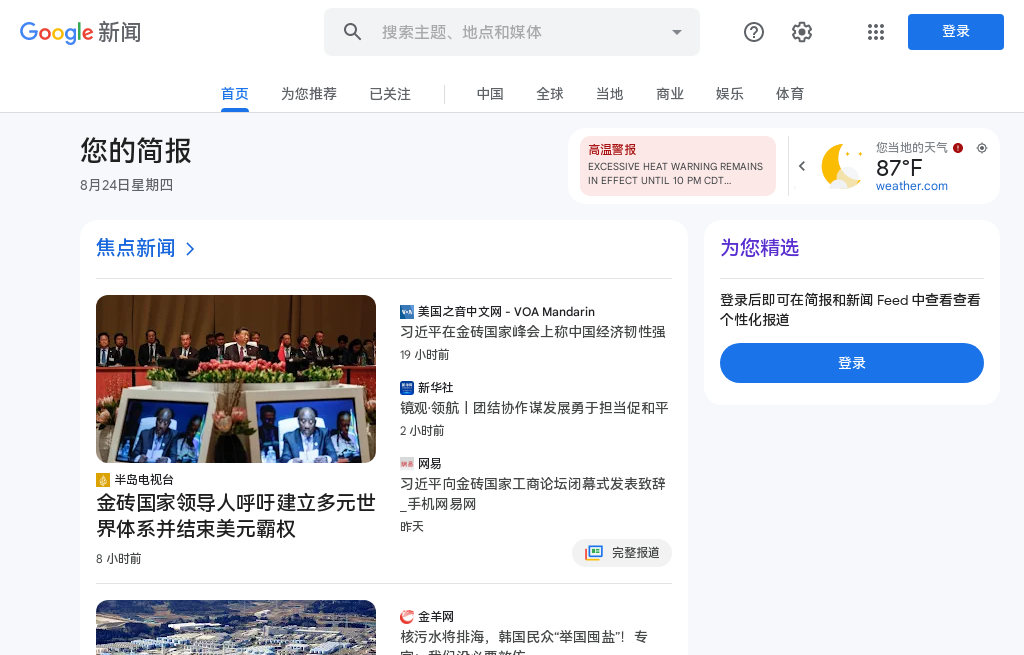 Google 新闻
搜索主题、地点和媒体
登录
首页
为您推荐
已关注
中国
全球
当地
商业
娱乐
体育
您的简报
8月24日星期四
高温警报
EXCESSIVE HEAT WARNING REMAINS
IN EFFECT UNTIL 10 PM CDT...
您当地的天气
87°F
weather.com
焦点新闻
半岛电视台
金砖国家领导人呼吁建立多元世
界体系并结束美元霸权
8 小时前
VOA
美国之音中文网 - VOA Mandarin
习近平在金砖国家峰会上称中国经济韧性强
19 小时前
新华社
镜观·领航丨团结协作谋发展勇于担当促和平
2 小时前
网易
习近平向金砖国家工商论坛闭幕式发表致辞
_手机网易网
昨天
完整报道
金羊网
核污水将排海，韩国民众“举国囤盐”！专
为您精选
登录后即可在简报和新闻 Feed 中查看查看
个性化报道
登录